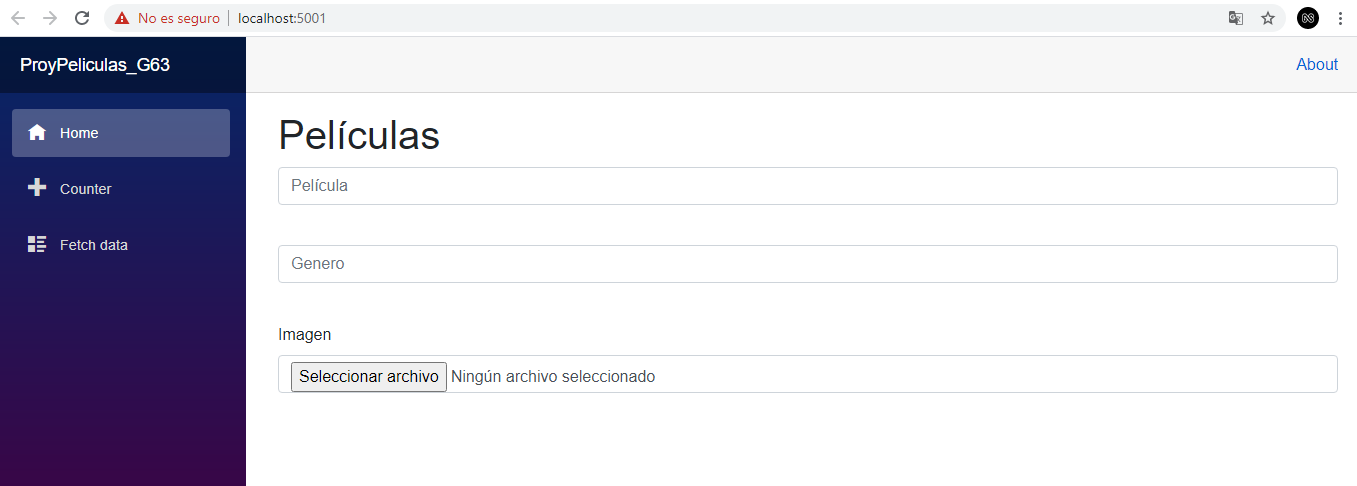 No es seguro | localhost:5001
ProyPeliculas_G63
About
Home
Counter
Fetch data
Películas
Película
Genero
Imagen
Seleccionar archivo Ningún archivo seleccionado